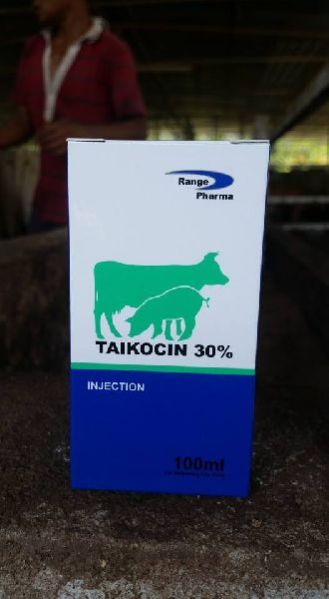 Range
Pharma
TAIKOCIN 30%
INJECTION
100ml